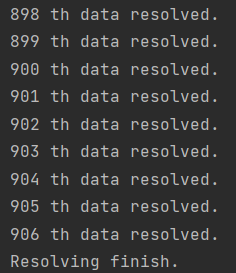 898 th data resolved.
899 th data resolved.
900 th data resolved.
901 th data resolved.
902 th data resolved.
903 th data resolved.
904 th data resolved.
905 th data resolved.
906 th data resolved.
Resolving finish.